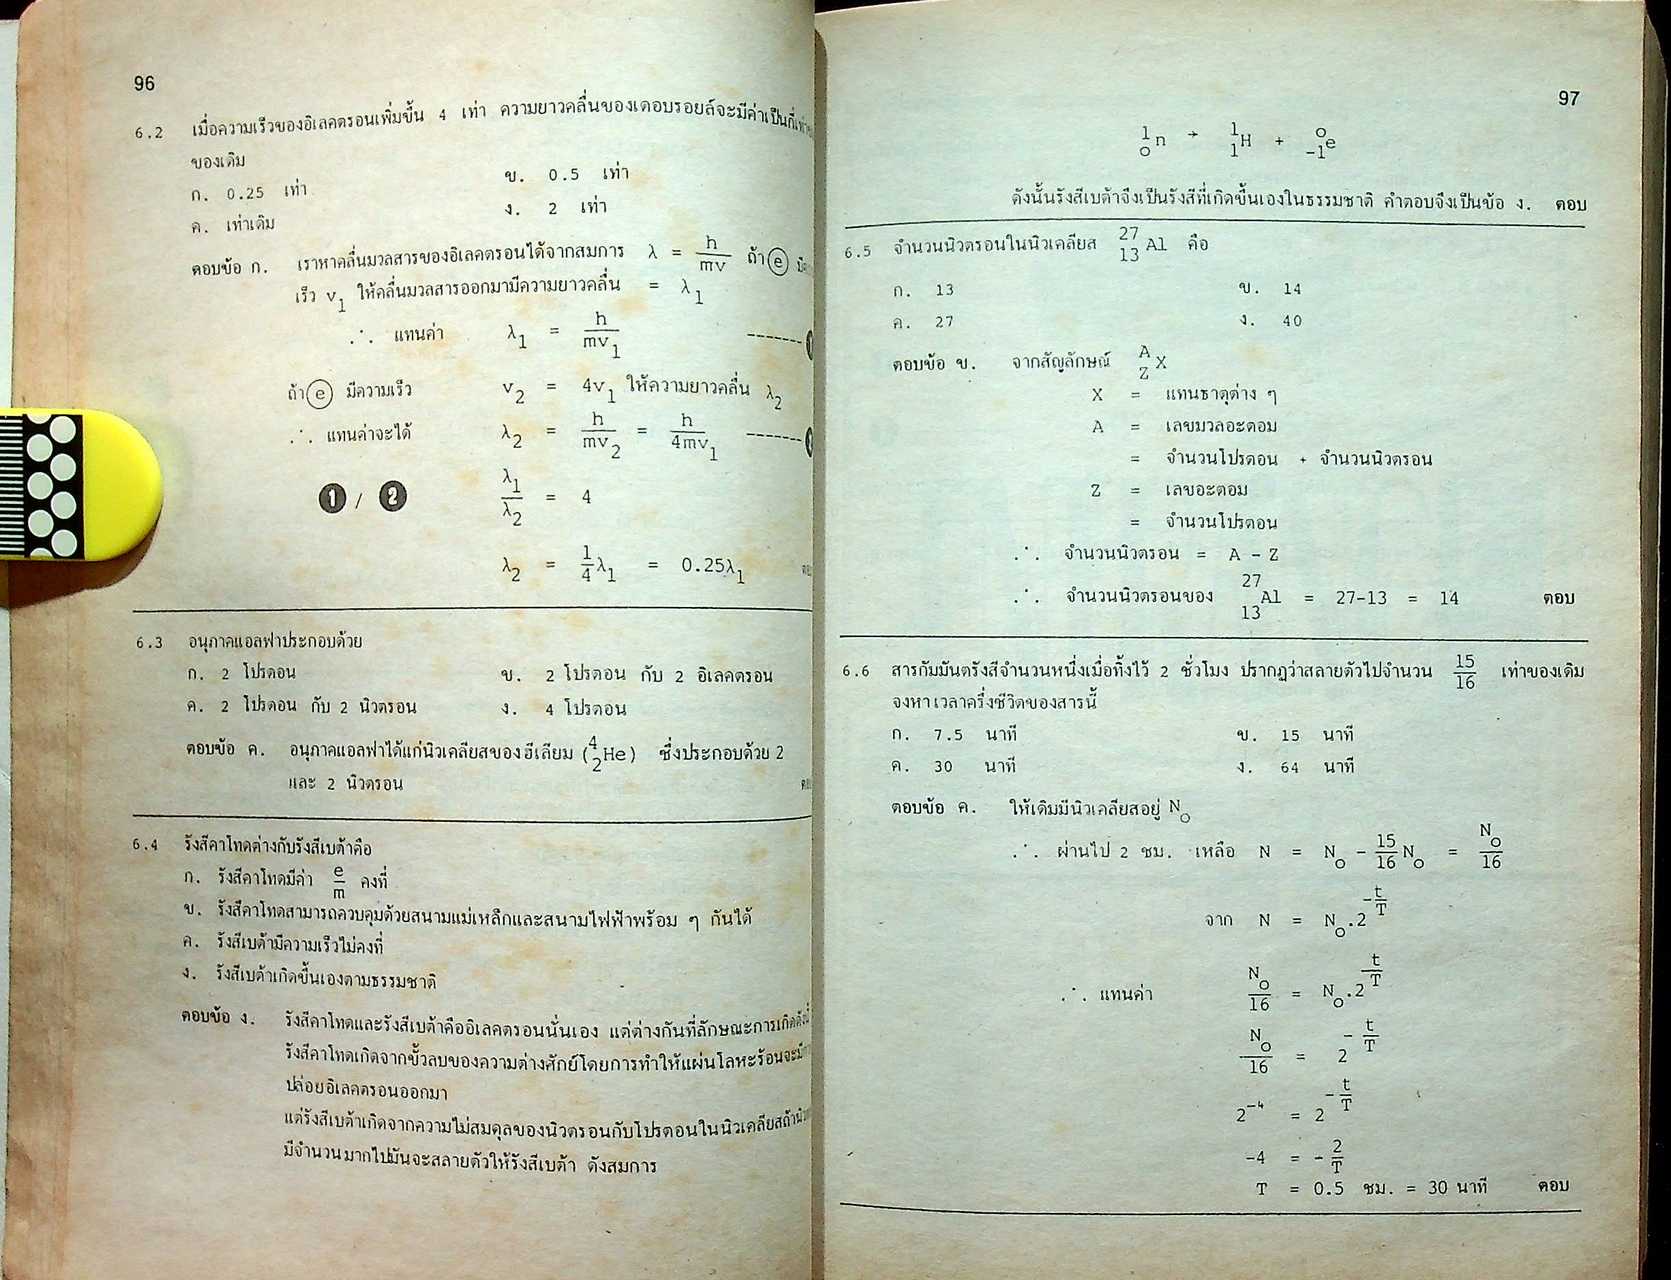 96
6.2 เมื่อความเร็วของอิเลคตรอนเพิ่มขึ้น 4 เท่า ความยาวคลื่นของเดอบรอยล์จะมีค่าเป็นกี่เท่า
ของเดิม
ก. 0.25 เท่า ข. 0.5 เท่า
ค. เท่าเดิม ง. 2 เท่า
ตอบข้อ ก. เราหาคลื่นมวลสารของอิเลคตรอนได้จากสมการ λ = h/mv ถ้า e
เร็ว v₁ ให้คลื่นมวลสารออกมามีความยาวคลื่น = λ₁
∴ แทนค่า λ₁ = h/mv₁ -------
ถ้า e มีความเร็ว v₂ = 4v₁ ให้ความยาวคลื่น λ₂
∴ แทนค่าจะได้ λ₂ = h/mv₂ = h/4mv₁ -------
❶ / ❷ λ₁/λ₂ = 4
λ₂ = 1/4 λ₁ = 0.25λ₁
6.3 อนุภาคแอลฟาประกอบด้วย
ก. 2 โปรตอน ข. 2 โปรตอน กับ 2 อิเลคตรอน
ค. 2 โปรตอน กับ 2 นิวตรอน ง. 4 โปรตอน
ตอบข้อ ค. อนุภาคแอลฟาได้แก่นิวเคลียสของฮีเลียม (⁴₂He) ซึ่งประกอบด้วย 2
และ 2 นิวตรอน
6.4 รังสีคาโทดต่างกับรังสีเบต้าคือ
ก. รังสีคาโทดมีค่า e/m คงที่
ข. รังสีคาโทดสามารถควบคุมด้วยสนามแม่เหล็กและสนามไฟฟ้าพร้อม ๆ กันได้
ค. รังสีเบต้ามีความเร็วไม่คงที่
ง. รังสีเบต้าเกิดขึ้นเองตามธรรมชาติ
ตอบข้อ ง. รังสีคาโทดและรังสีเบต้าคืออิเลคตรอนนั่นเอง แต่ต่างกันที่ลักษณะการเกิดดังนี้
รังสีคาโทดเกิดจากขั้วลบของความต่างศักย์โดยการทำให้แผ่นโลหะร้อนจะมี
ปล่อยอิเลคตรอนออกมา
แต่รังสีเบต้าเกิดจากความไม่สมดุลของนิวตรอนกับโปรตอนในนิวเคลียสถ้า
มีจำนวนมากไปมันจะสลายตัวให้รังสีเบต้า ดังสมการ
97
¹₀n → ¹₁H + ⁰₋₁e
ดังนั้นรังสีเบต้าจึงเป็นรังสีที่เกิดขึ้นเองในธรรมชาติ คำตอบจึงเป็นข้อ ง. ตอบ
6.5 จำนวนนิวตรอนในนิวเคลียส ²⁷₁₃Al คือ
ก. 13 ข. 14
ค. 27 ง. 40
ตอบข้อ ข. จากสัญลักษณ์ ᴬ_Z X
X = แทนธาตุต่าง ๆ
A = เลขมวลอะตอม
= จำนวนโปรตอน + จำนวนนิวตรอน
Z = เลขอะตอม
= จำนวนโปรตอน
∴ จำนวนนิวตรอน = A - Z
∴ จำนวนนิวตรอนของ ²⁷₁₃Al = 27-13 = 14 ตอบ
6.6 สารกัมมันตรังสีจำนวนหนึ่งเมื่อทิ้งไว้ 2 ชั่วโมง ปรากฏว่าสลายตัวไปจำนวน 15/16 เท่าของเดิม
จงหาเวลาครึ่งชีวิตของสารนี้
ก. 7.5 นาที ข. 15 นาที
ค. 30 นาที ง. 64 นาที
ตอบข้อ ค. ให้เดิมมีนิวเคลียสอยู่ N₀
∴ ผ่านไป 2 ชม. เหลือ N = N₀ - 15/16 N₀ = N₀/16
จาก N = N₀.2^(-t/T)
∴ แทนค่า N₀/16 = N₀.2^(-t/T)
N₀/16 = 2^(-t/T)
2⁻⁴ = 2^(-t/T)
-4 = -2/T
T = 0.5 ชม. = 30 นาที ตอบ